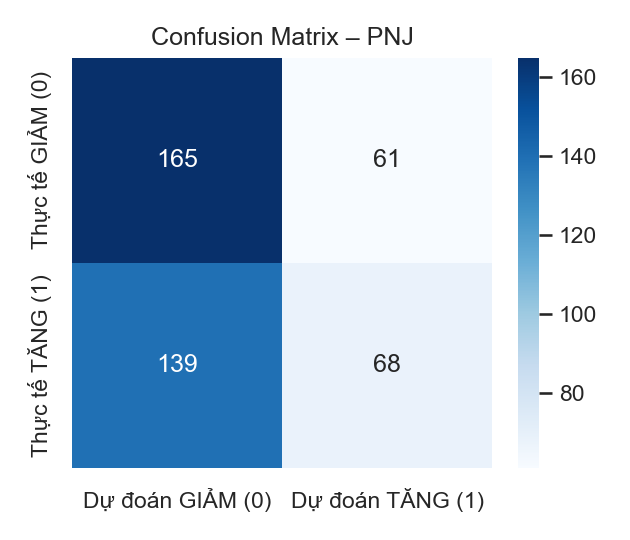 Confusion Matrix – PNJ
Thực tế GIẢM (0)
165
61
160
140
120
100
80
Thực tế TĂNG (1)
139
68
Dự đoán GIẢM (0)
Dự đoán TĂNG (1)